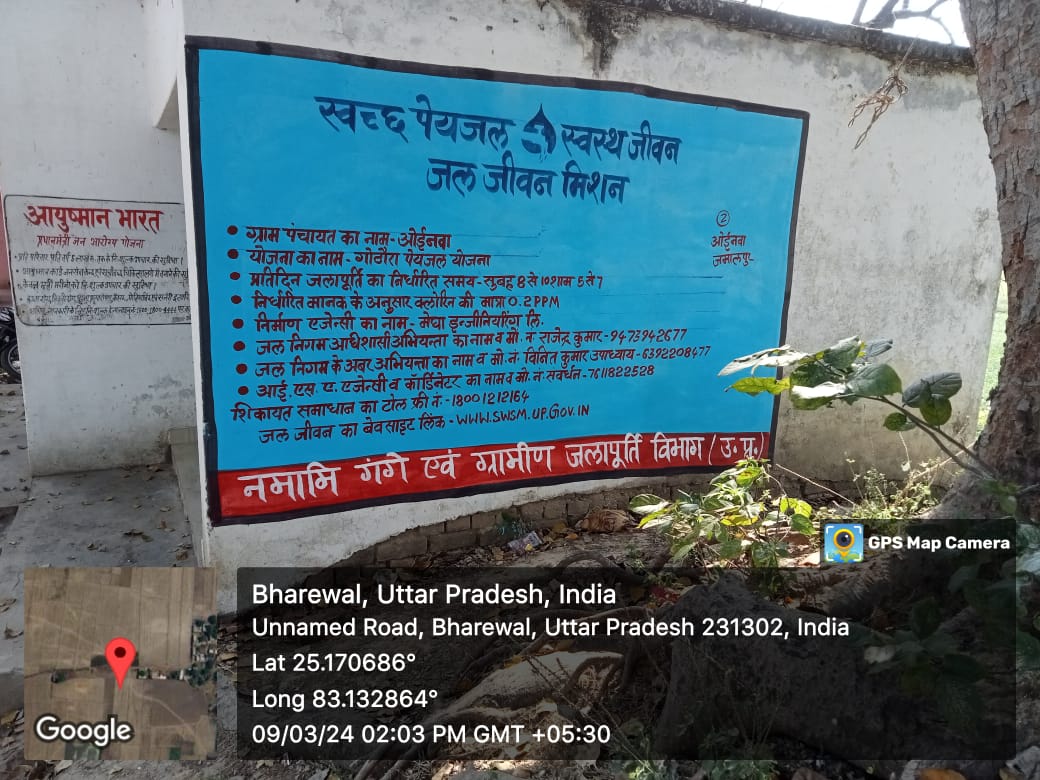 स्वच्छ पेयजल स्वस्थ जीवन
जल जीवन मिशन
② 
ओईनवा
जमालपुर-
• ग्राम पंचायत का नाम- ओईनवा
• योजना का नाम- गोठौरा पेयजल योजना
• प्रतिदिन जलापूर्ति का निर्धारित समय- सुबह 8 से 10 शाम 5 से 7
• निर्धारित मानक के अनुसार क्लोरिन की मात्रा 0.2 PPM
• निर्माण एजेन्सी का नाम- मेघा इन्जीनियरिंग लि.
• जल निगम अधिशासी अभियन्ता का नाम व मो. नं राजेन्द्र कुमार- 9473942677
• जल निगम के अवर अभियन्ता का नाम व मो. नं. विनित कुमार उपाध्याय- 6392208477
• आई. एस. ए. एजेन्सी व कॉर्डिनेटर का नाम व मो. नं. संवर्धन- 7611822528
शिकायत समाधान का टोल फ्री नं- 18001212164
जल जीवन का बेवसाइट लिंक- WWW.SWSM.UP.GOV.IN
नमामि गंगे एवं ग्रामीण जलापूर्ति विभाग (उ. प्र.)
आयुष्मान भारत
प्रधानमंत्री जन आरोग्य योजना
GPS Map Camera
Google
Bharewal, Uttar Pradesh, India
Unnamed Road, Bharewal, Uttar Pradesh 231302, India
Lat 25.170686°
Long 83.132864°
09/03/24 02:03 PM GMT +05:30